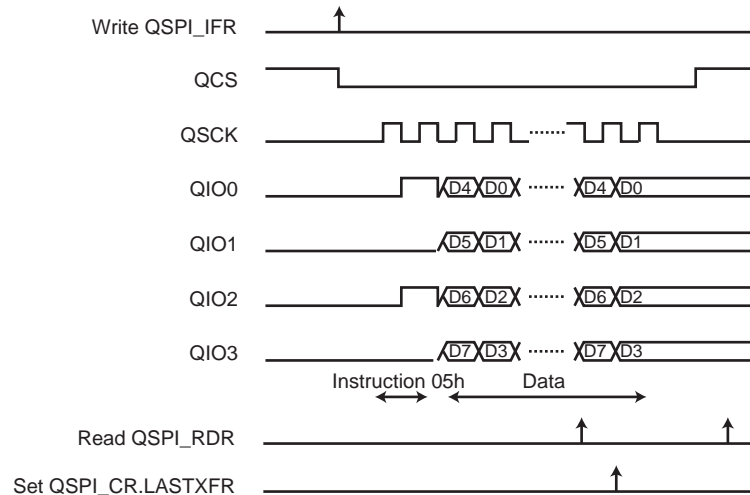 Write QSPI_IFR
QCS
QSCK
QIO0 D4 D0 ........ D4 D0
QIO1 D5 D1 ........ D5 D1
QIO2 D6 D2 ........ D6 D2
QIO3 D7 D3 ........ D7 D3
Instruction 05h Data
Read QSPI_RDR
Set QSPI_CR.LASTXFR